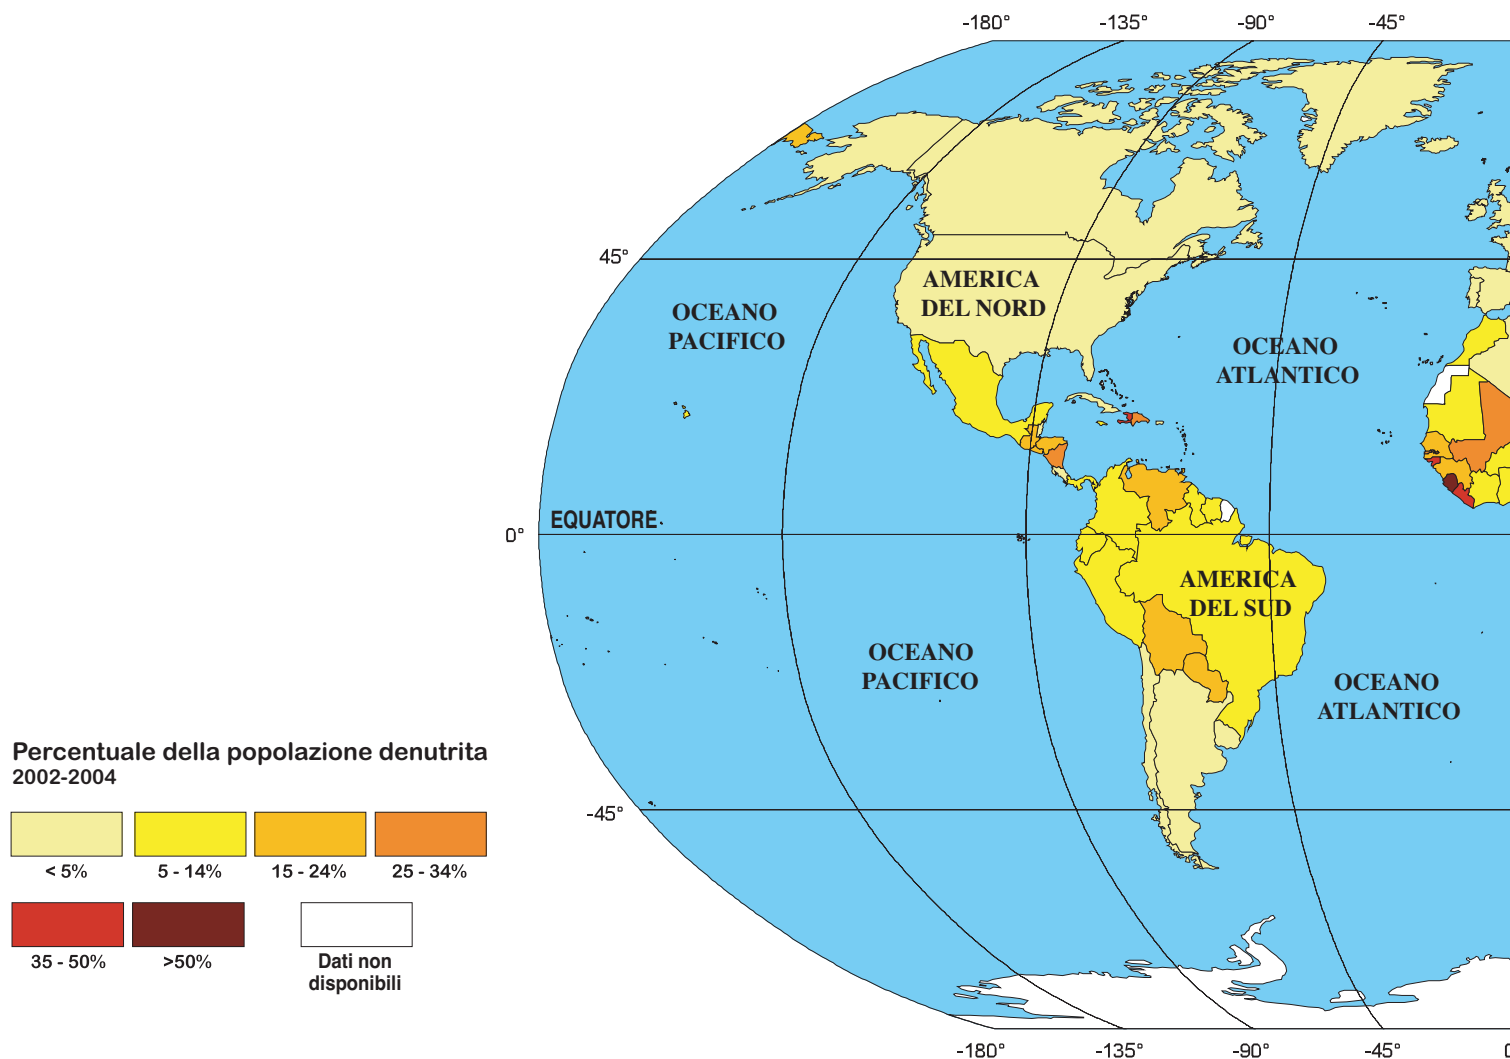 -180° -135° -90° -45°
45°
AMERICA
DEL NORD
OCEANO
PACIFICO
OCEANO
ATLANTICO
EQUATORE
0°
AMERICA
DEL SUD
OCEANO
PACIFICO
OCEANO
ATLANTICO
Percentuale della popolazione denutrita
2002-2004
-45°
< 5% 5 - 14% 15 - 24% 25 - 34%
35 - 50% >50% Dati non
disponibili
-180° -135° -90° -45°